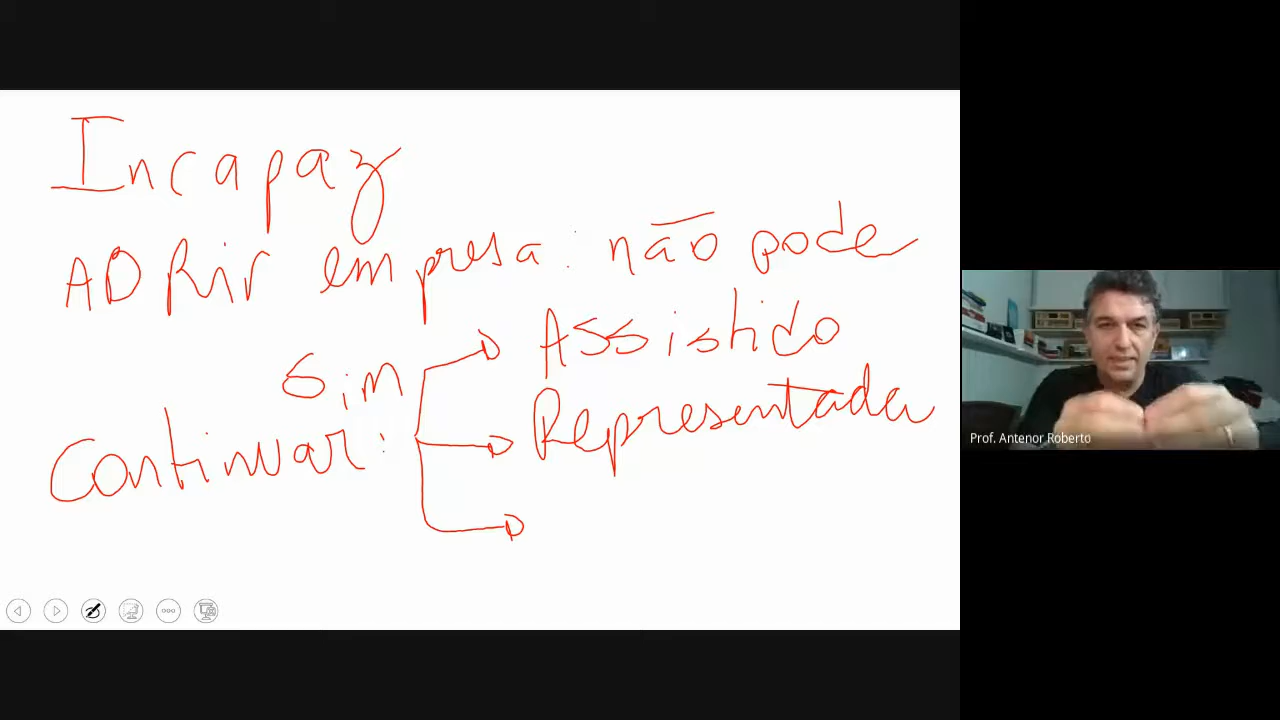 Incapaz
ABRir empresa: não pode
Assistido
Sim
Representada
Continuar:
Prof. Antenor Roberto